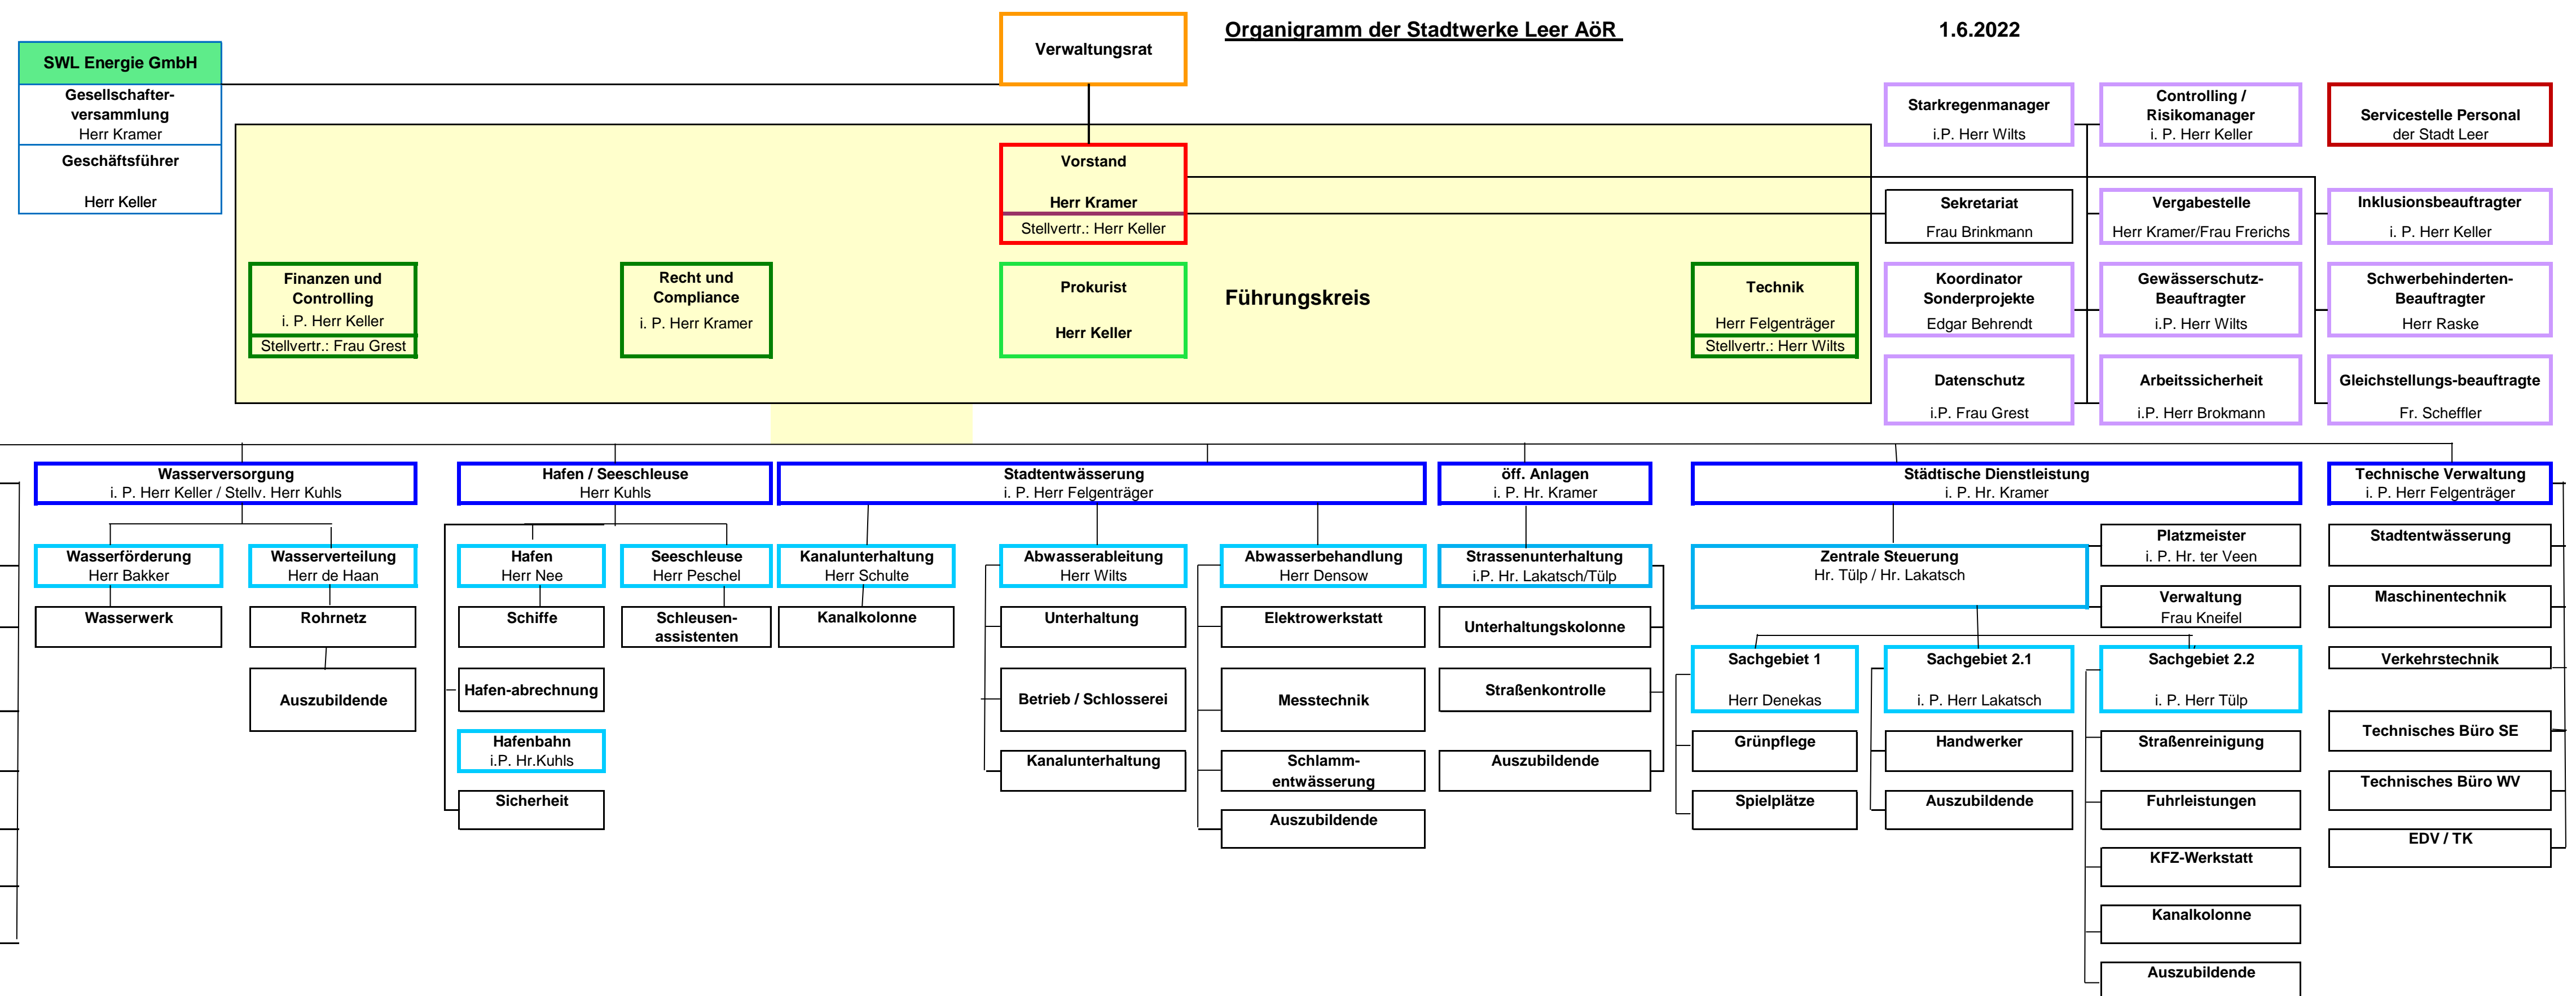 Organigramm der Stadtwerke Leer AöR
1.6.2022
Verwaltungsrat
SWL Energie GmbH
Gesellschafter-
versammlung
Herr Kramer
Geschäftsführer
Herr Keller
Vorstand
Herr Kramer
Stellvertr.: Herr Keller
Finanzen und
Controlling
i. P. Herr Keller
Stellvertr.: Frau Grest
Recht und
Compliance
i. P. Herr Kramer
Prokurist
Herr Keller
Führungskreis
Technik
Herr Felgenträger
Stellvertr.: Herr Wilts
Starkregenmanager
i.P. Herr Wilts
Controlling /
Risikomanager
i. P. Herr Keller
Servicestelle Personal
der Stadt Leer
Sekretariat
Frau Brinkmann
Vergabestelle
Herr Kramer/Frau Frerichs
Inklusionsbeauftragter
i. P. Herr Keller
Koordinator
Sonderprojekte
Edgar Behrendt
Gewässerschutz-
Beauftragter
i.P. Herr Wilts
Schwerbehinderten-
Beauftragter
Herr Raske
Datenschutz
i.P. Frau Grest
Arbeitssicherheit
i.P. Herr Brokmann
Gleichstellungs-beauftragte
Fr. Scheffler
Wasserversorgung
i. P. Herr Keller / Stellv. Herr Kuhls
Wasserförderung
Herr Bakker
Wasserwerk
Wasserverteilung
Herr de Haan
Rohrnetz
Auszubildende
Hafen / Seeschleuse
Herr Kuhls
Hafen
Herr Nee
Schiffe
Hafen-abrechnung
Hafenbahn
i.P. Hr.Kuhls
Sicherheit
Seeschleuse
Herr Peschel
Schleusen-
assistenten
Stadtentwässerung
i. P. Herr Felgenträger
Kanalunterhaltung
Herr Schulte
Kanalkolonne
Abwasserableitung
Herr Wilts
Unterhaltung
Betrieb / Schlosserei
Kanalunterhaltung
Abwasserbehandlung
Herr Densow
Elektrowerkstatt
Messtechnik
Schlamm-
entwässerung
Auszubildende
öff. Anlagen
i. P. Hr. Kramer
Strassenunterhaltung
i.P. Hr. Lakatsch/Tülp
Unterhaltungskolonne
Straßenkontrolle
Auszubildende
Städtische Dienstleistung
i. P. Hr. Kramer
Zentrale Steuerung
Hr. Tülp / Hr. Lakatsch
Platzmeister
i. P. Hr. ter Veen
Verwaltung
Frau Kneifel
Sachgebiet 1
Herr Denekas
Grünpflege
Spielplätze
Sachgebiet 2.1
i. P. Herr Lakatsch
Handwerker
Auszubildende
Sachgebiet 2.2
i. P. Herr Tülp
Straßenreinigung
Fuhrleistungen
KFZ-Werkstatt
Kanalkolonne
Auszubildende
Technische Verwaltung
i. P. Herr Felgenträger
Stadtentwässerung
Maschinentechnik
Verkehrstechnik
Technisches Büro SE
Technisches Büro WV
EDV / TK